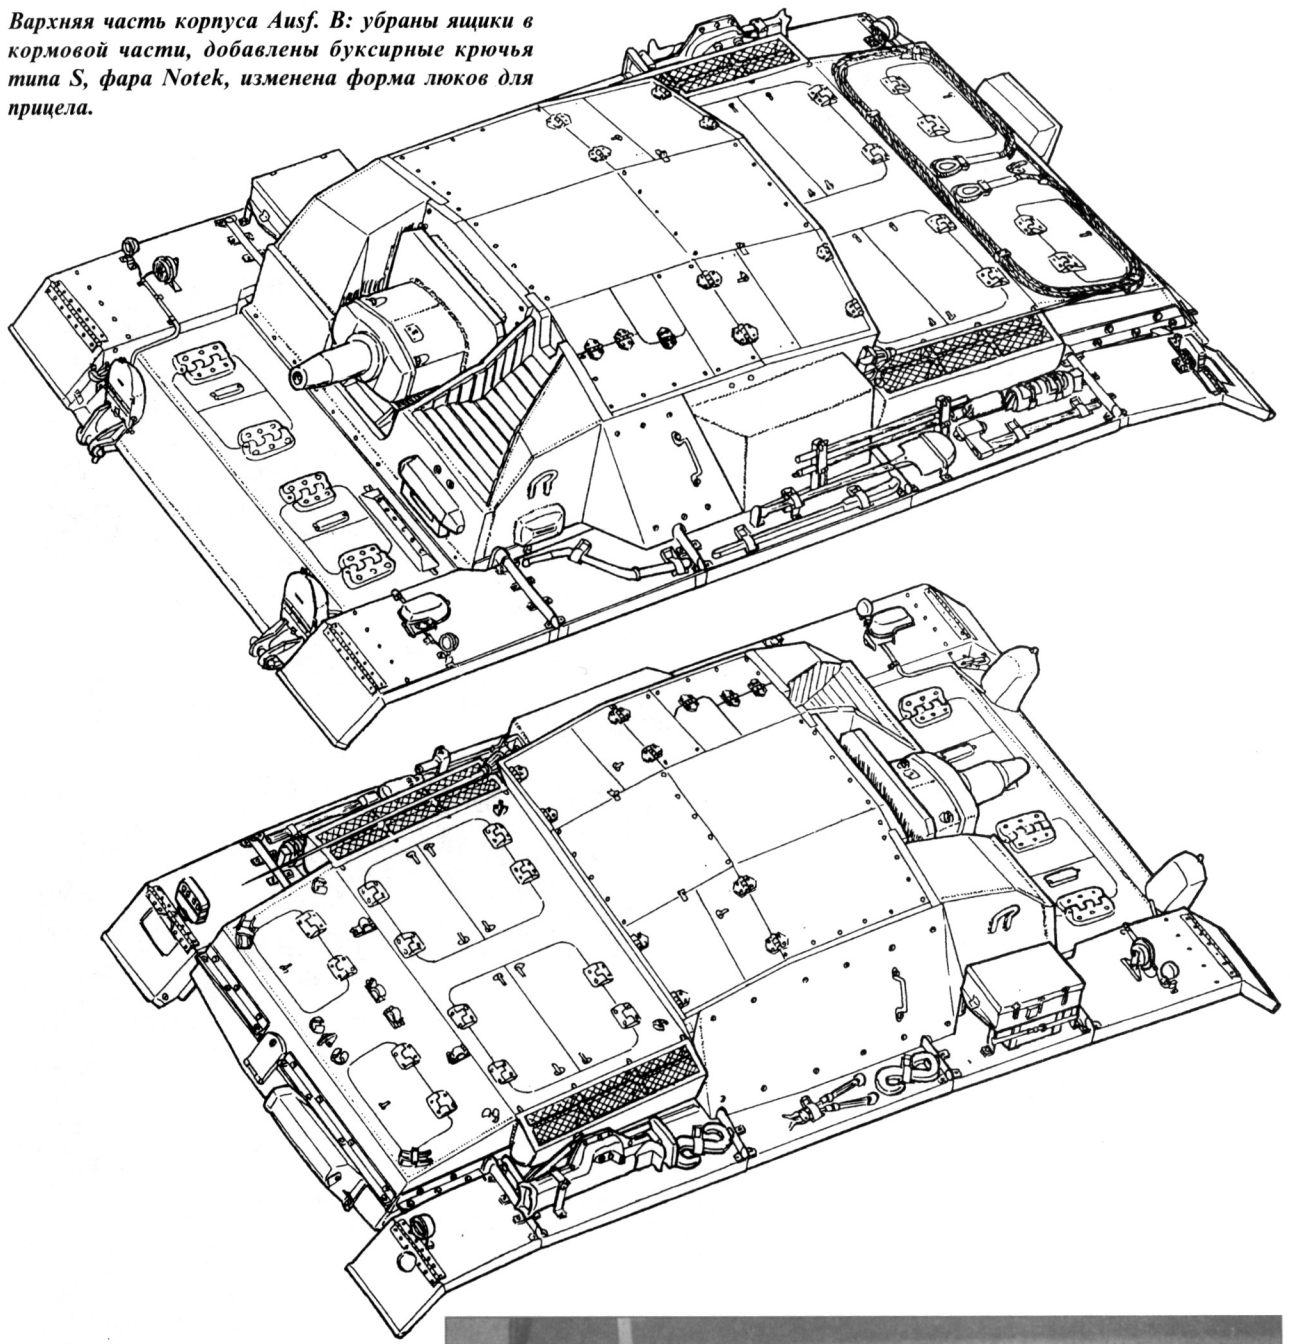 Вархняя часть корпуса Ausf. B: убраны ящики в
кормовой части, добавлены буксирные крючья
типа S, фара Notek, изменена форма люков для
прицела.